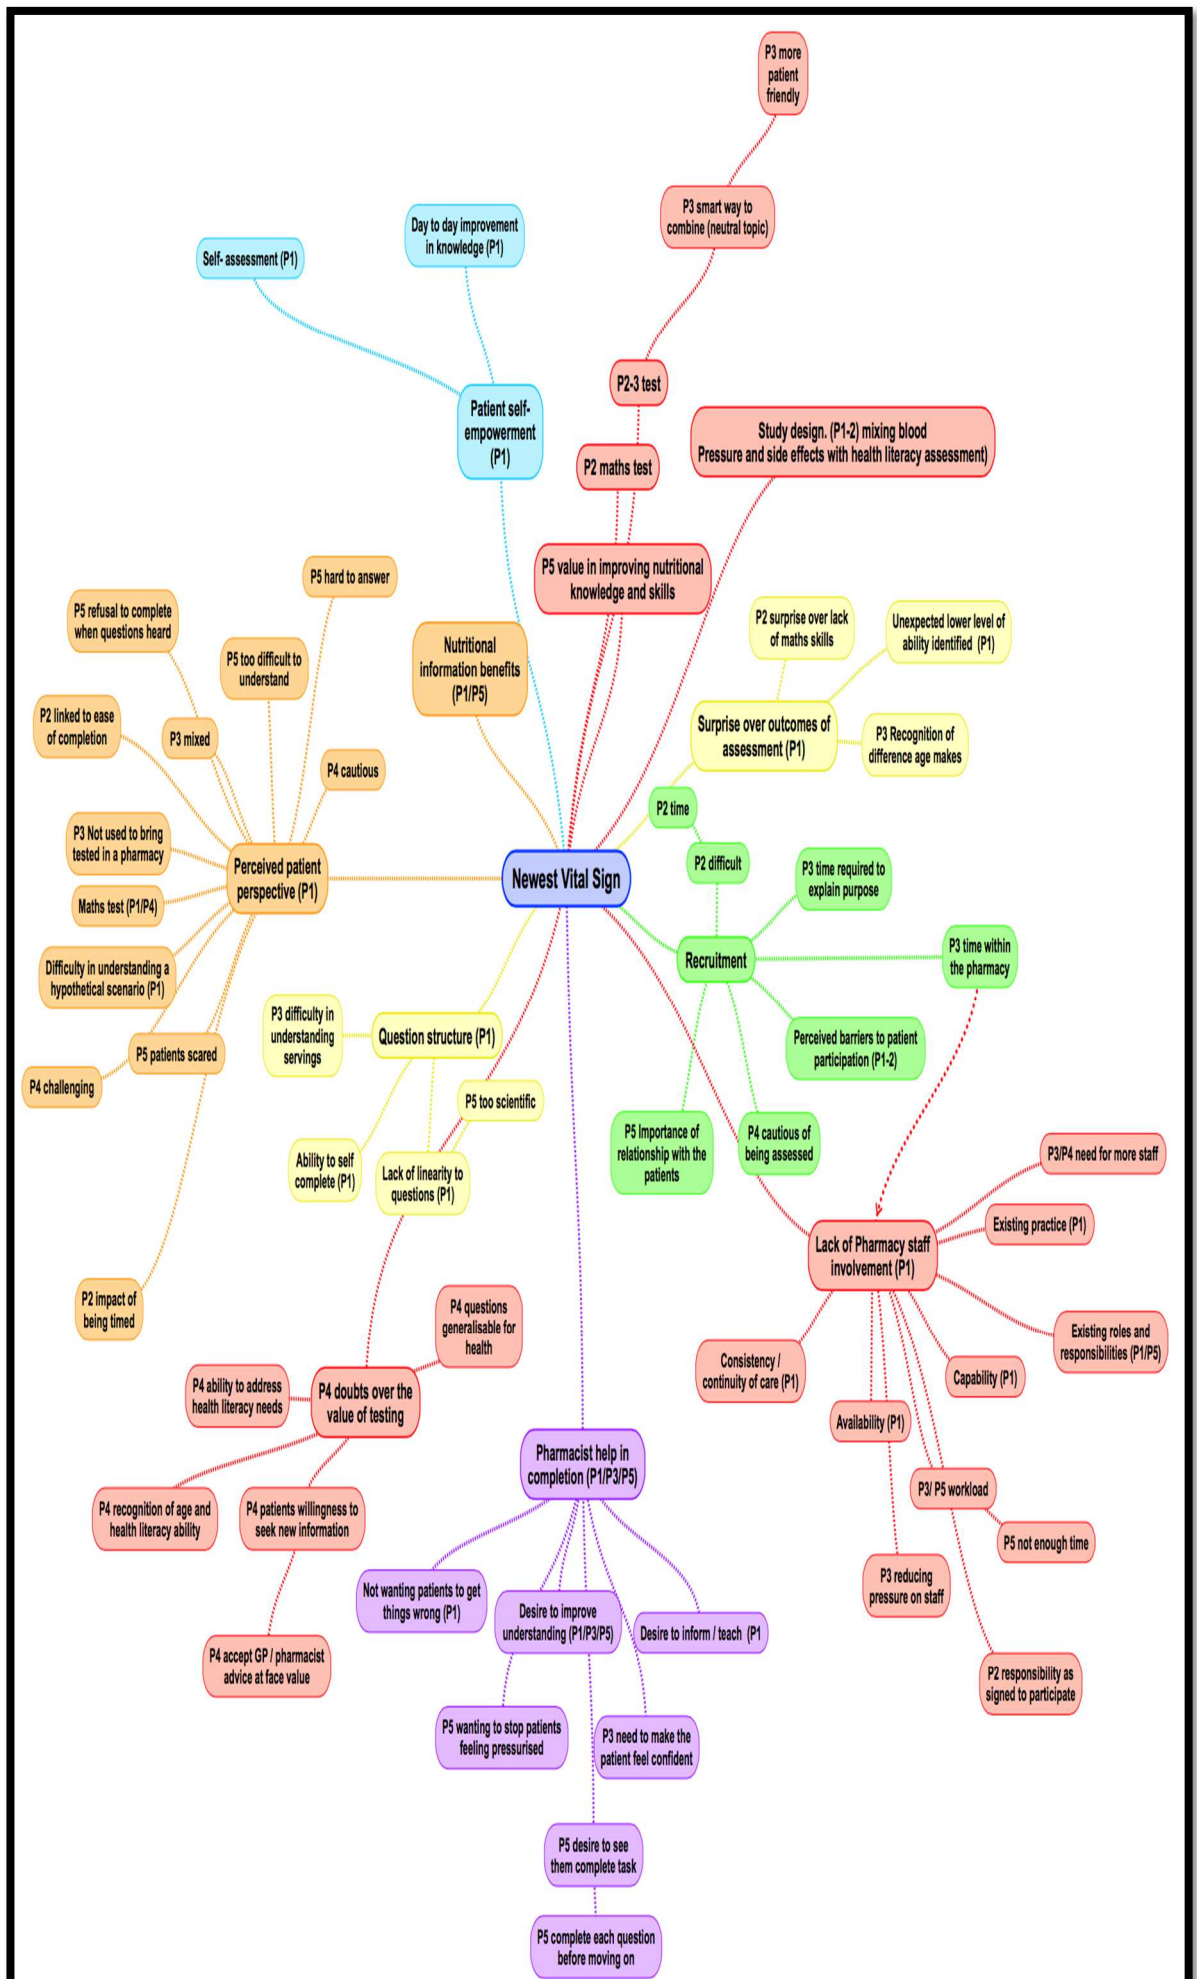 P3 more
patient
friendly
P3 smart way to
combine (neutral topic)
Day to day improvement
in knowledge (P1)
Self- assessment (P1)
P2-3 test
Patient self-
empowerment
(P1)
Study design. (P1-2) mixing blood
Pressure and side effects with health literacy assessment)
P2 maths test
P5 value in improving nutritional
knowledge and skills
P5 hard to answer
P5 refusal to complete
when questions heard
P5 too difficult to
understand
Nutritional
information benefits
(P1/P5)
P2 surprise over lack
of maths skills
Unexpected lower level of
ability identified (P1)
P2 linked to ease
of completion
P3 mixed
P4 cautious
Surprise over outcomes of
assessment (P1)
P3 Recognition of
difference age makes
P2 time
P3 Not used to bring
tested in a pharmacy
Perceived patient
perspective (P1)
Newest Vital Sign
P2 difficult
P3 time required to
explain purpose
Maths test (P1/P4)
Difficulty in understanding a
hypothetical scenario (P1)
Recruitment
P3 time within
the pharmacy
P3 difficulty in
understanding
servings
Question structure (P1)
Perceived barriers to patient
participation (P1-2)
P5 patients scared
P4 challenging
P5 too scientific
P5 Importance of
relationship with the
patients
P4 cautious of
being assessed
Ability to self
complete (P1)
Lack of linearity to
questions (P1)
P3/P4 need for more staff
Existing practice (P1)
Lack of Pharmacy staff
involvement (P1)
P2 impact of
being timed
P4 questions
generalisable for
health
Existing roles and
responsibilities (P1/P5)
Consistency /
continuity of care (P1)
Capability (P1)
P4 ability to address
health literacy needs
P4 doubts over the
value of testing
Availability (P1)
Pharmacist help in
completion (P1/P3/P5)
P3/ P5 workload
P4 recognition of age and
health literacy ability
P4 patients willingness to
seek new information
P5 not enough time
P3 reducing
pressure on staff
Not wanting patients to get
things wrong (P1)
Desire to improve
understanding (P1/P3/P5)
Desire to inform / teach (P1
P4 accept GP / pharmacist
advice at face value
P2 responsibility as
signed to participate
P5 wanting to stop patients
feeling pressurised
P3 need to make the
patient feel confident
P5 desire to see
them complete task
P5 complete each question
before moving on